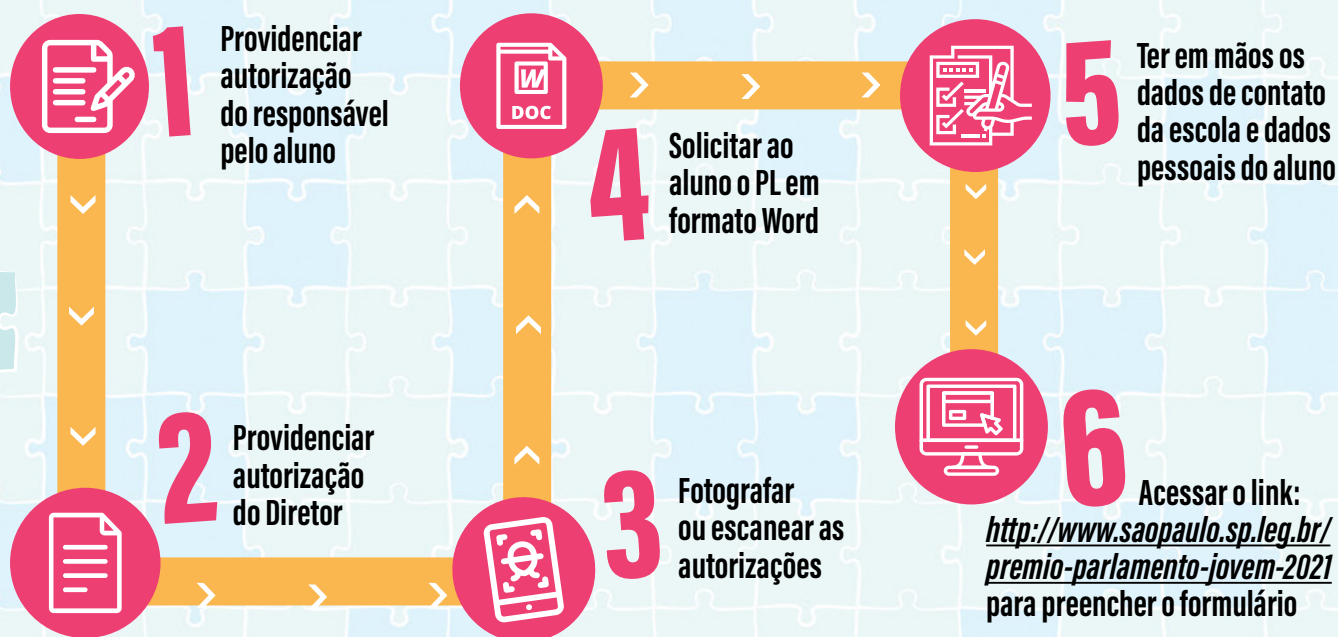 1
Providenciar
autorização
do responsável
pelo aluno
2
Providenciar
autorização
do Diretor
3
Fotografar
ou escanear as
autorizações
W
DOC
4
Solicitar ao
aluno o PL em
formato Word
5
Ter em mãos os
dados de contato
da escola e dados
pessoais do aluno
6
Acessar o link:
http://www.saopaulo.sp.leg.br/
premio-parlamento-jovem-2021
para preencher o formulário